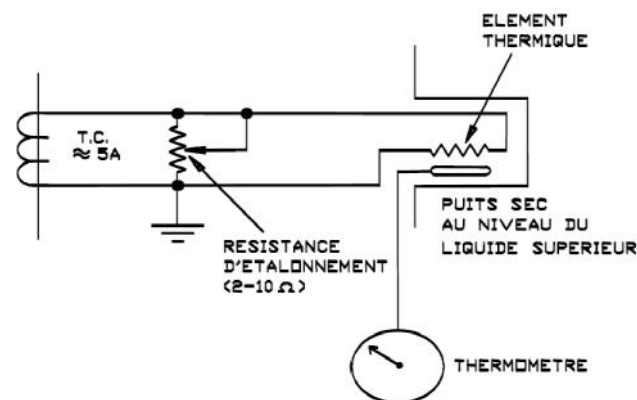 ELEMENT
THERMIQUE
T.C.
≈ 5A
PUITS SEC
AU NIVEAU DU
LIQUIDE SUPERIEUR
RESISTANCE
D'ETALONNEMENT
(2-10 Ω)
THERMOMETRE